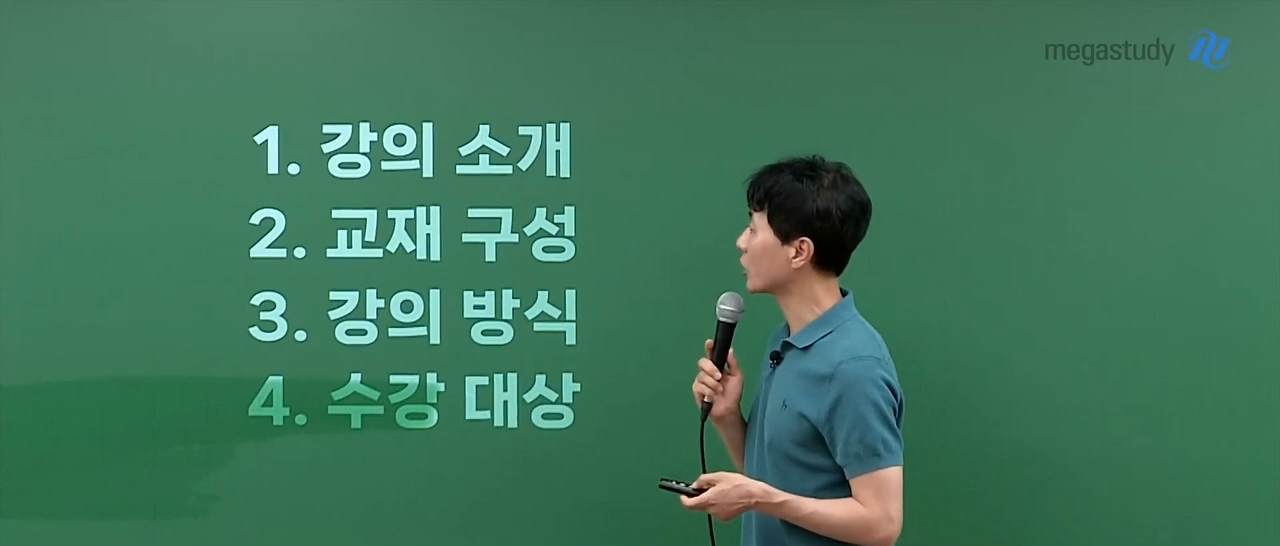 megastudy
1. 강의 소개
2. 교재 구성
3. 강의 방식
4. 수강 대상